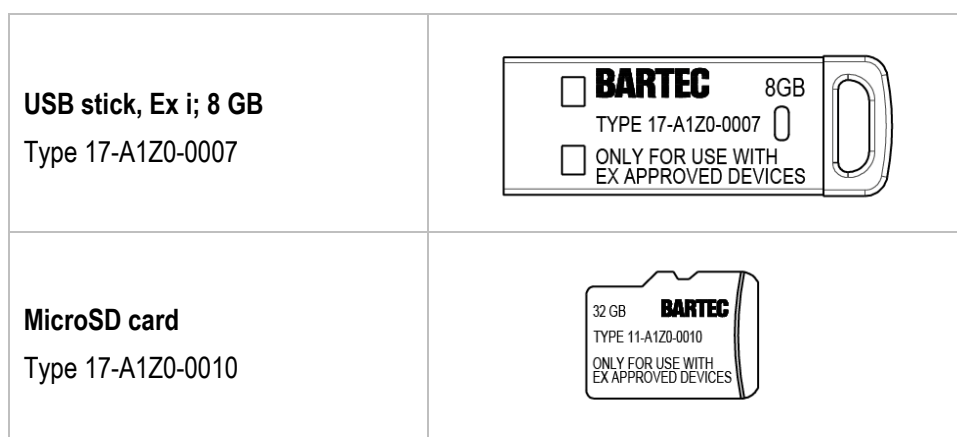 USB stick, Ex i; 8 GB
Type 17-A1Z0-0007
BARTEC 8GB
TYPE 17-A1Z0-0007
ONLY FOR USE WITH
EX APPROVED DEVICES
MicroSD card
Type 17-A1Z0-0010
32 GB BARTEC
TYPE 11-A1Z0-0010
ONLY FOR USE WITH
EX APPROVED DEVICES